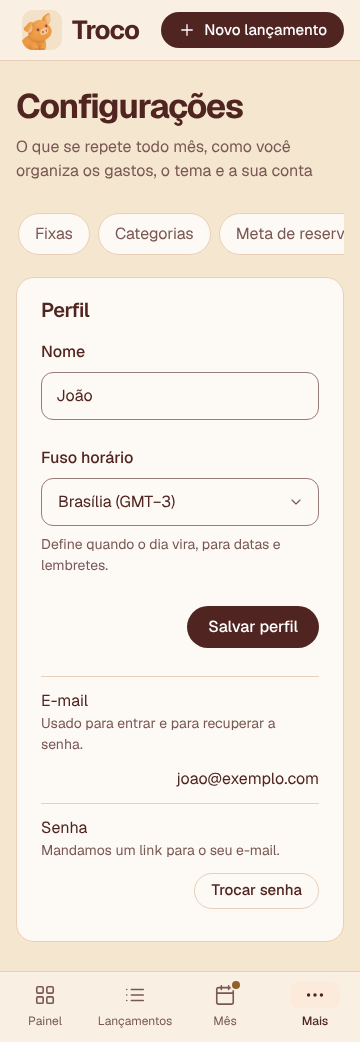 Troco
Novo lançamento
Configurações
O que se repete todo mês, como você
organiza os gastos, o tema e a sua conta
Fixas
Categorias
Meta de reserv
Perfil
Nome
João
Fuso horário
Brasília (GMT−3)
Define quando o dia vira, para datas e
lembretes.
Salvar perfil
E-mail
Usado para entrar e para recuperar a
senha.
joao@exemplo.com
Senha
Mandamos um link para o seu e-mail.
Trocar senha
Painel
Lançamentos
Mês
Mais